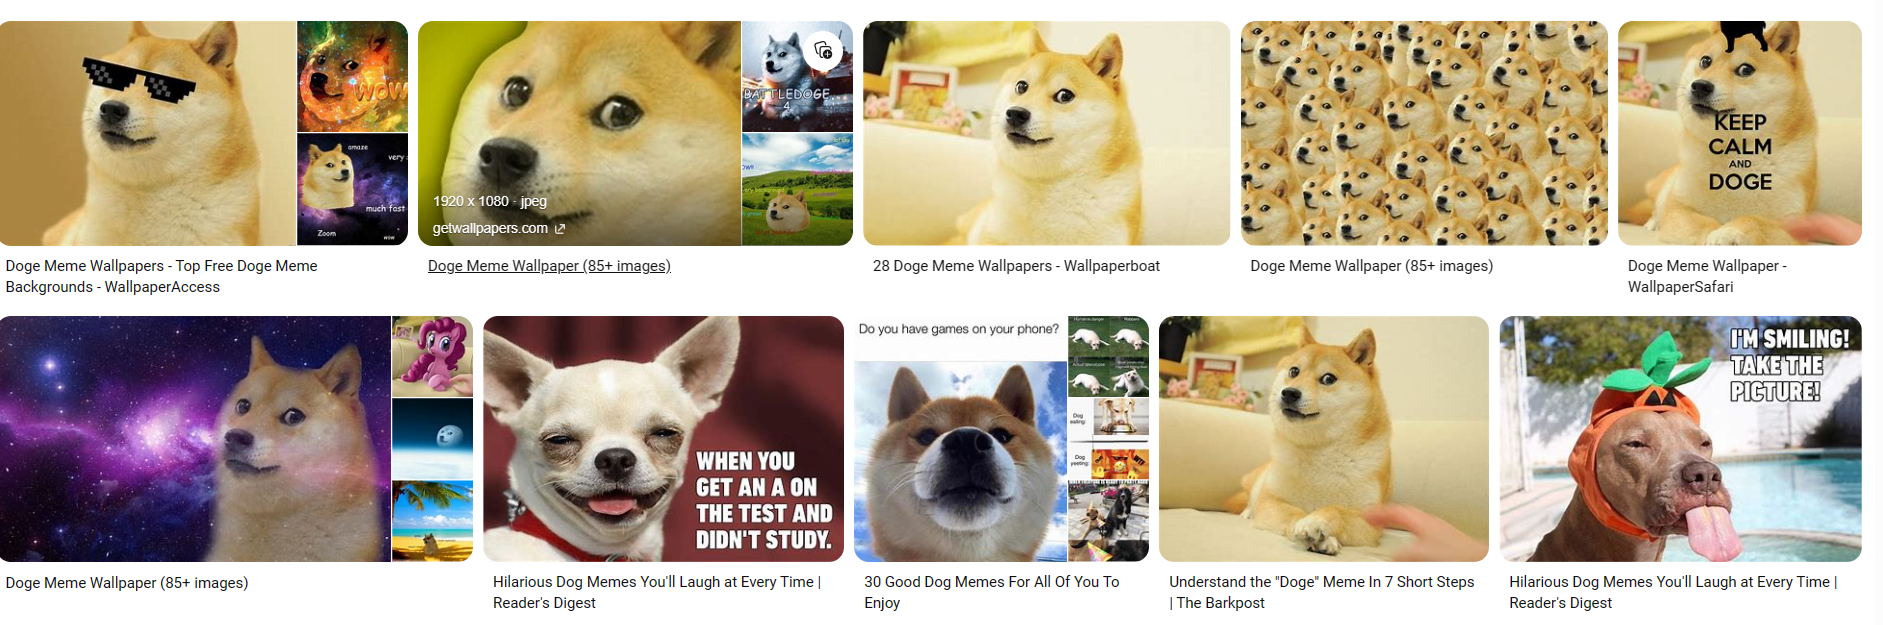 WOW
amaze
very
much fast
Zoom
wow
Doge Meme Wallpapers - Top Free Doge Meme
Backgrounds - WallpaperAccess
BATTLEDOGE
4
1920 x 1080 · jpeg
getwallpapers.com
Doge Meme Wallpaper (85+ images)
28 Doge Meme Wallpapers - Wallpaperboat
Doge Meme Wallpaper (85+ images)
KEEP
CALM
AND
DOGE
Doge Meme Wallpaper -
WallpaperSafari
Doge Meme Wallpaper (85+ images)
WHEN YOU
GET AN A ON
THE TEST AND
DIDN'T STUDY.
Hilarious Dog Memes You'll Laugh at Every Time |
Reader's Digest
Do you have games on your phone?
Dog
eating:
Dog
yeeting:
30 Good Dog Memes For All Of You To
Enjoy
Understand the "Doge" Meme In 7 Short Steps
| The Barkpost
I'M SMILING!
TAKE THE
PICTURE!
Hilarious Dog Memes You'll Laugh at Every Time |
Reader's Digest